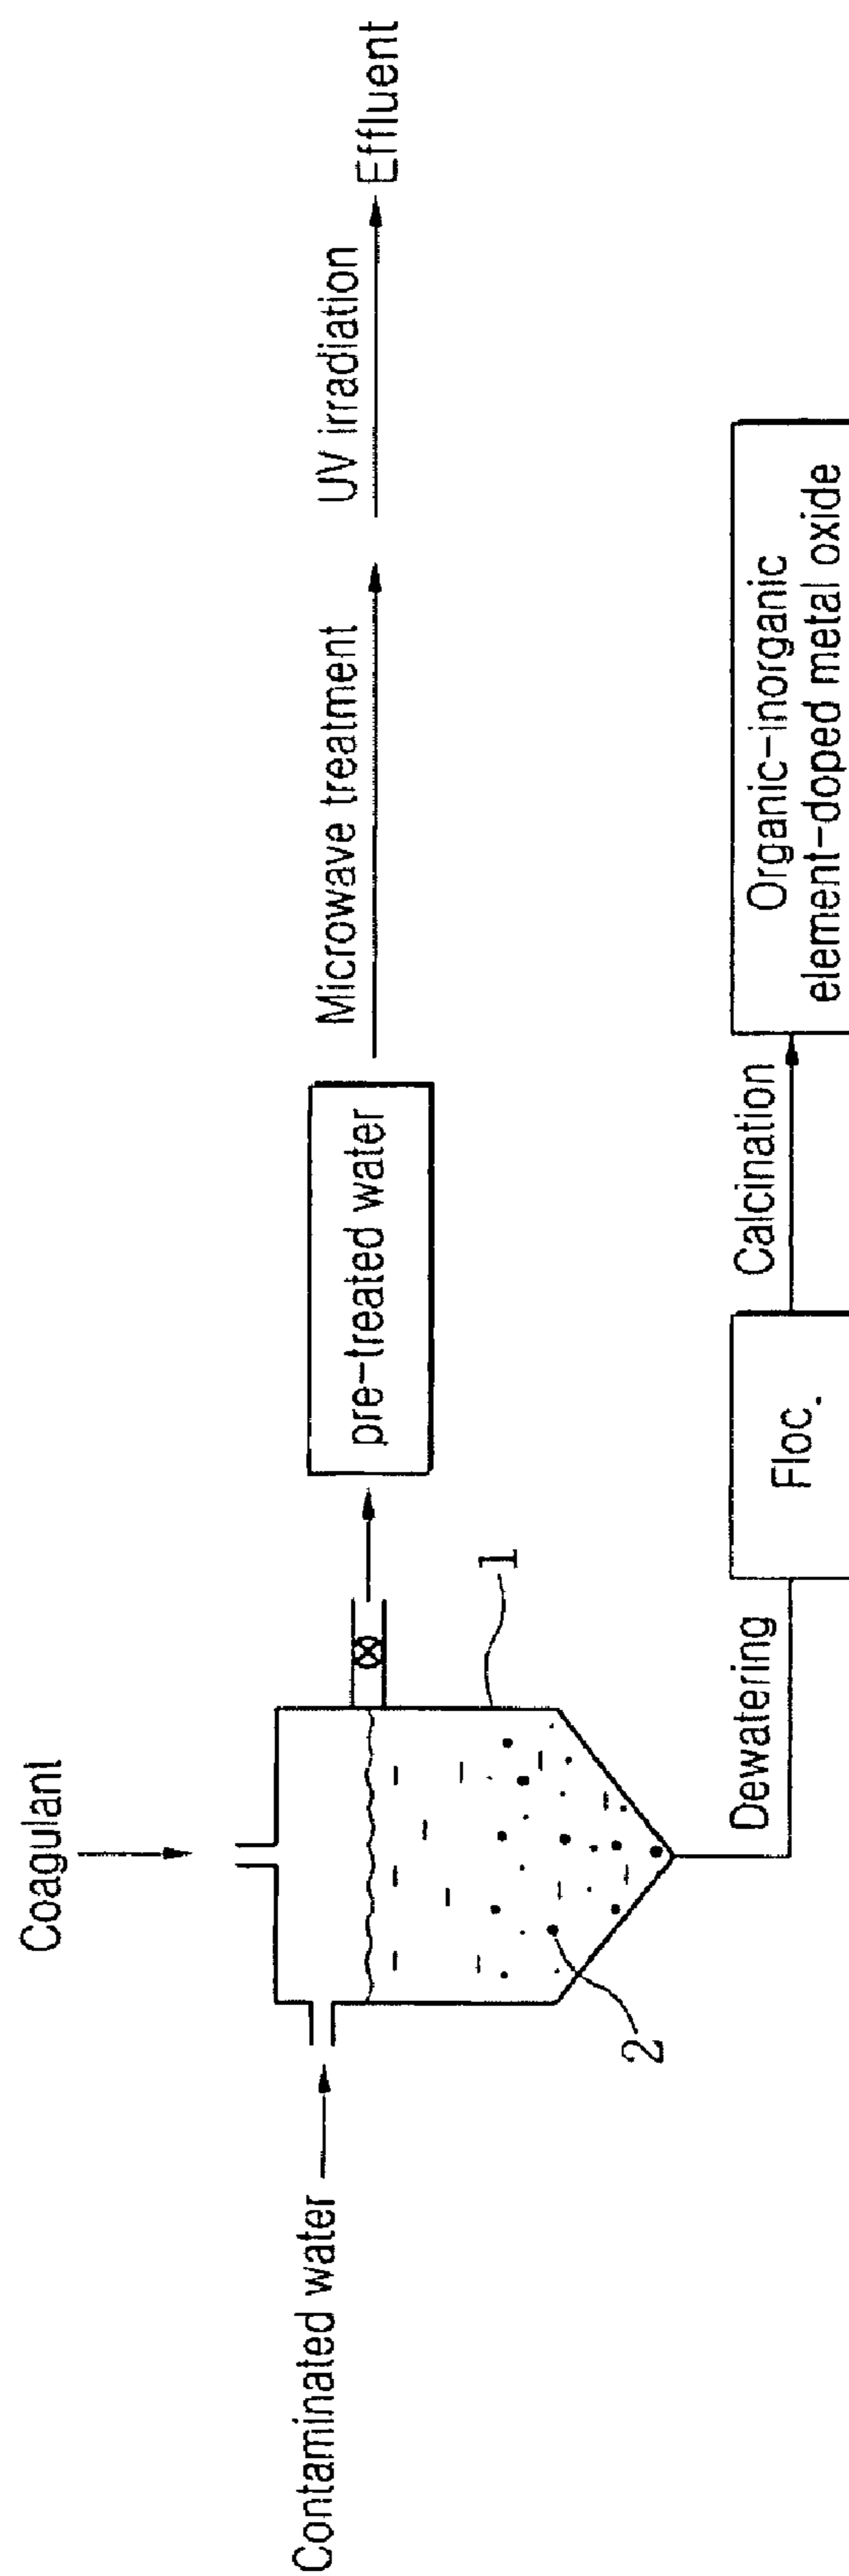 Coagulant
Contaminated water
pre-treated water
Microwave treatment
UV irradiation
Effluent
1
2
Dewatering
Floc.
Calcination
Organic-inorganic
element-doped metal oxide